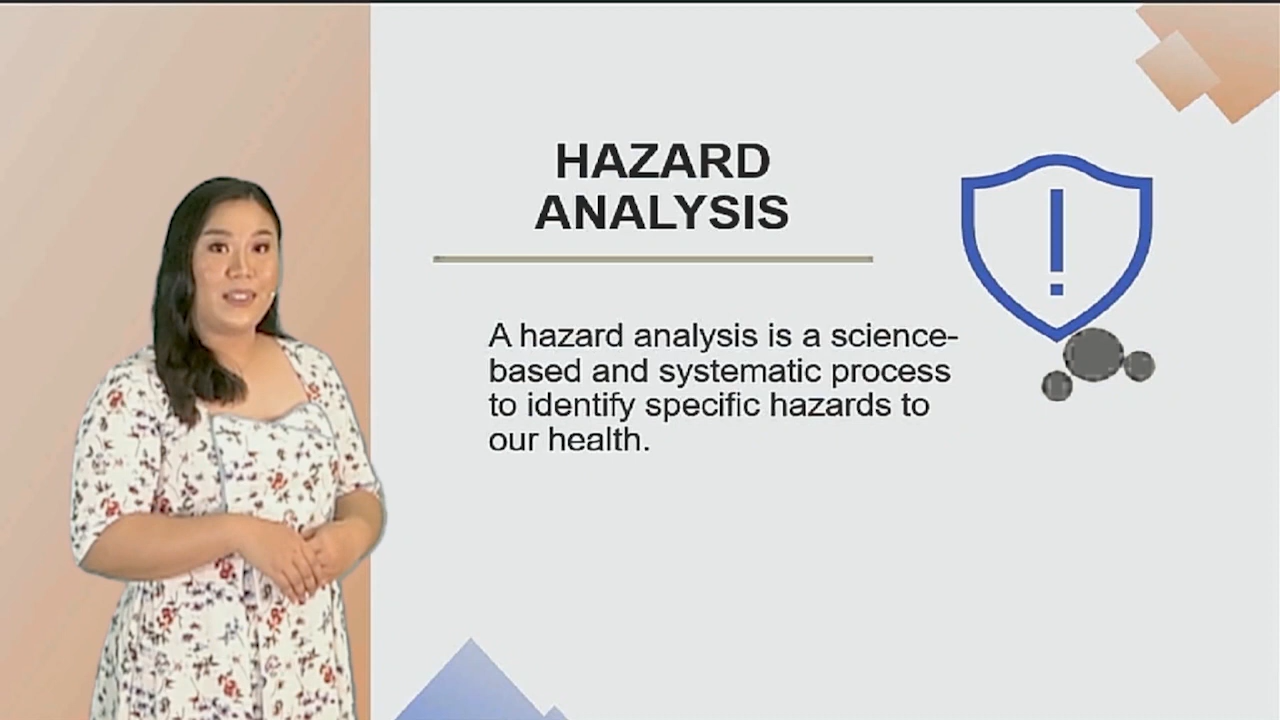 HAZARD
ANALYSIS
A hazard analysis is a science-
based and systematic process
to identify specific hazards to
our health.